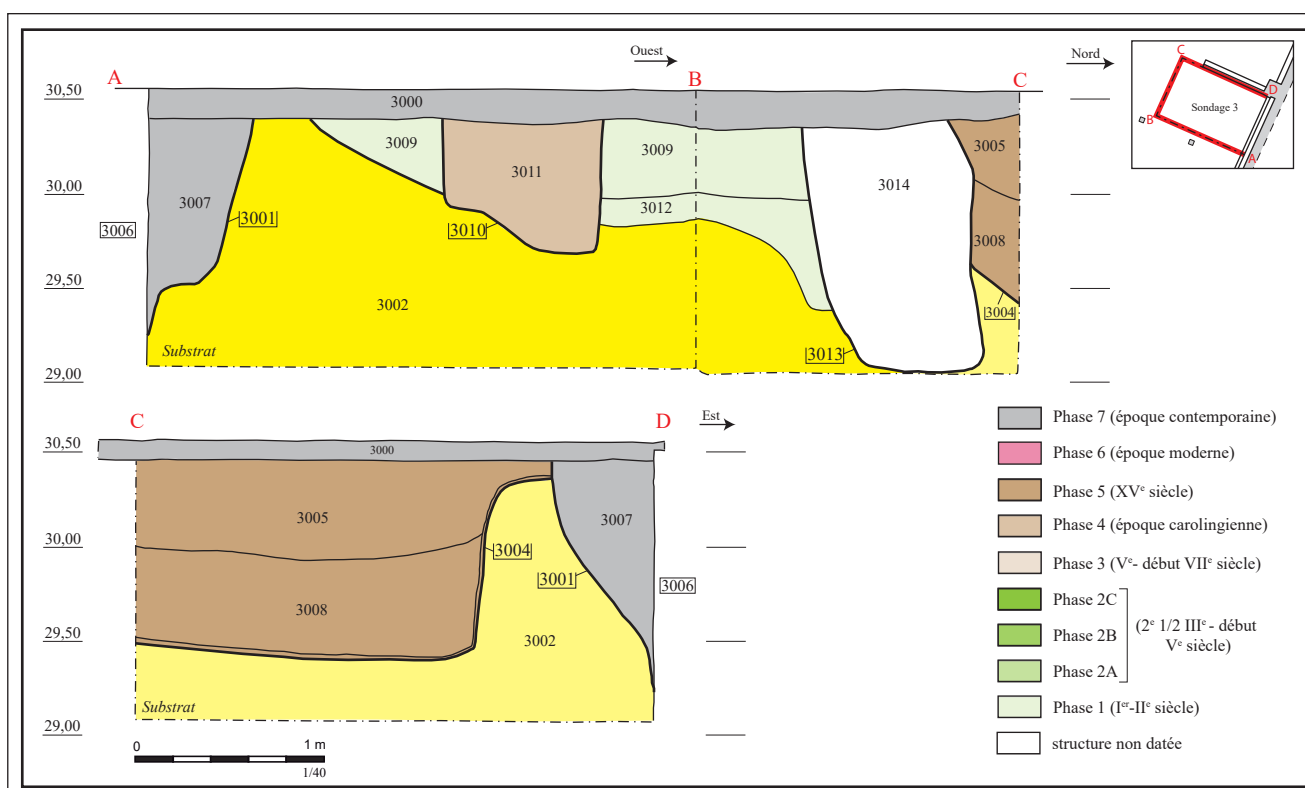 Ouest
Nord
A
B
C
30,50
30,00
29,50
29,00
3000
3009
3011
3009
3014
3005
3007
3001
3012
3010
3006
3008
3002
3004
3013
Substrat
C
D
B
A
Sondage 3
C
D
Est
30,50
30,00
29,50
29,00
3000
3005
3007
3004
3001
3006
3008
3002
Substrat
0 1 m
1/40
Phase 7 (époque contemporaine)
Phase 6 (époque moderne)
Phase 5 (XVe siècle)
Phase 4 (époque carolingienne)
Phase 3 (Ve- début VIIe siècle)
Phase 2C
Phase 2B
Phase 2A
(2e 1/2 IIIe - début
Ve siècle)
Phase 1 (Ier-IIe siècle)
structure non datée